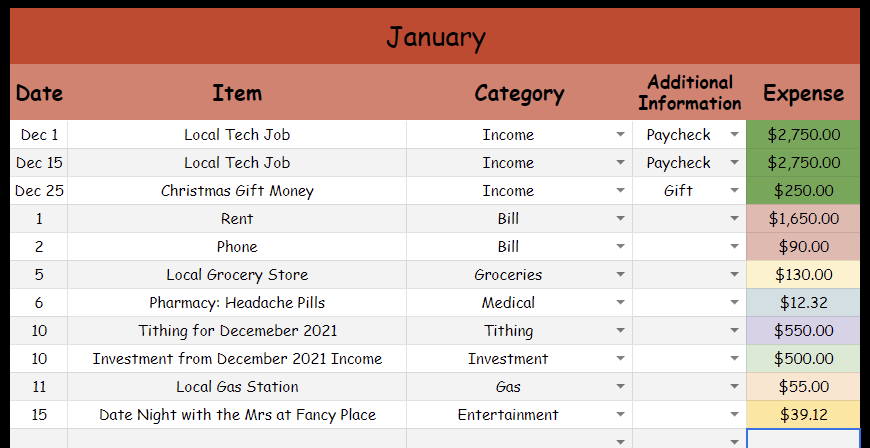 January
Date Item Category Additional Information Expense
Dec 1 Local Tech Job Income Paycheck $2,750.00
Dec 15 Local Tech Job Income Paycheck $2,750.00
Dec 25 Christmas Gift Money Income Gift $250.00
1 Rent Bill $1,650.00
2 Phone Bill $90.00
5 Local Grocery Store Groceries $130.00
6 Pharmacy: Headache Pills Medical $12.32
10 Tithing for Decemeber 2021 Tithing $550.00
10 Investment from December 2021 Income Investment $500.00
11 Local Gas Station Gas $55.00
15 Date Night with the Mrs at Fancy Place Entertainment $39.12